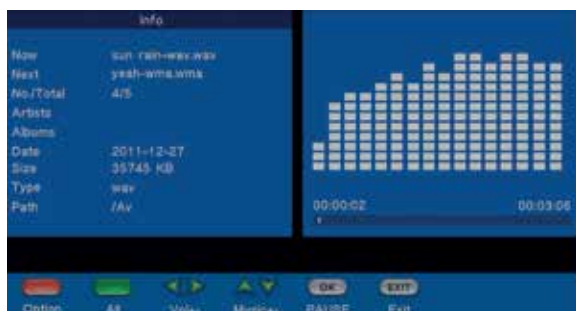 Info
Now sun rain-wav.wav
Next yeah-wma.wma
No./Total 4/5
Artists
Albums
Date 2011-12-27
Size 35745 KB
Type wav
Path /Av
00:00:02 00:03:06
OK EXIT
Option All Vol+- Music+- PAUSE Exit